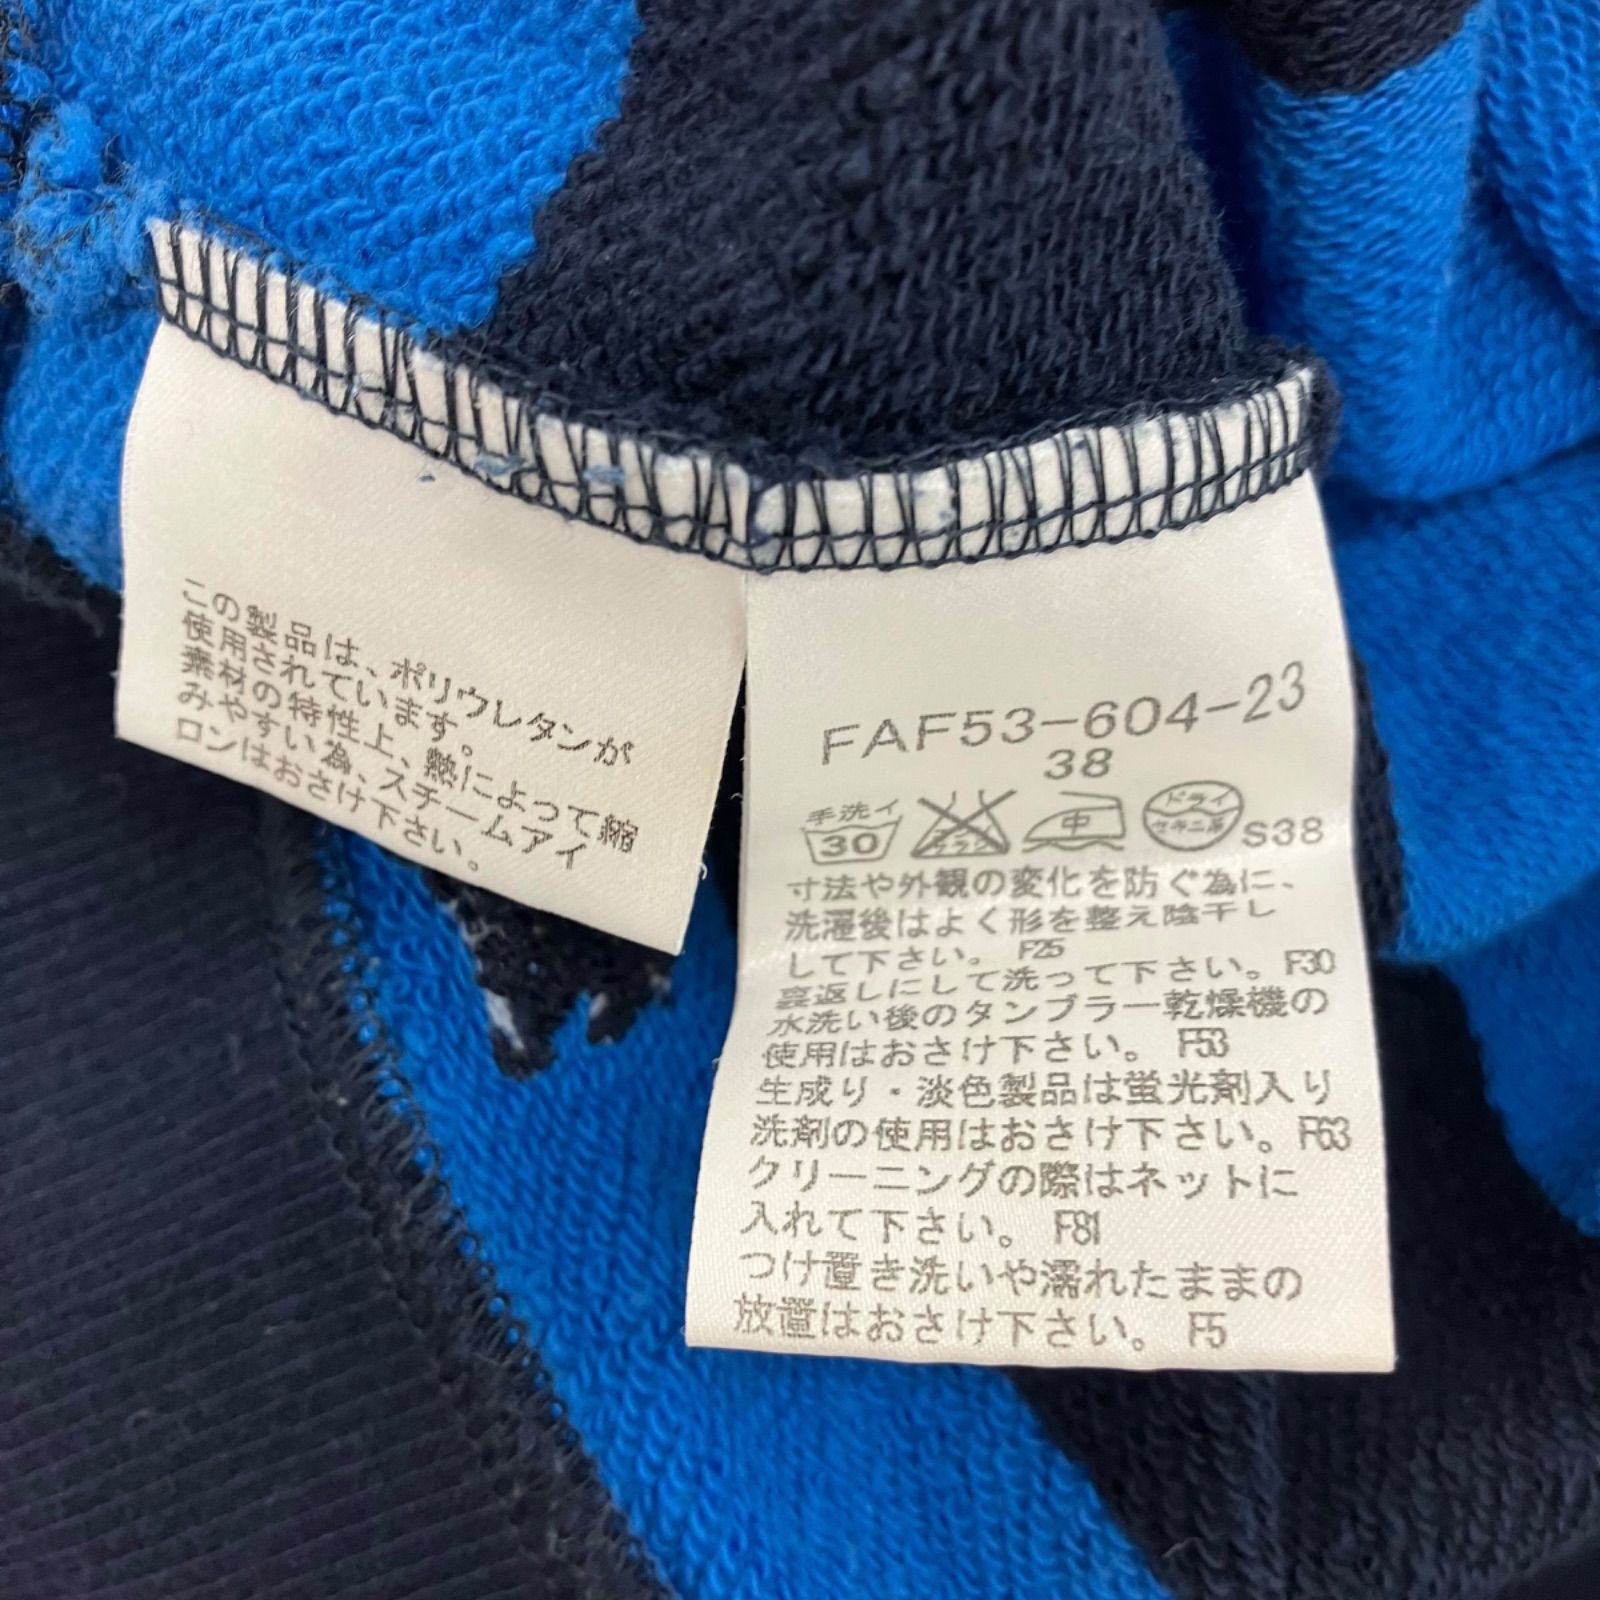 この製品は、ポリウレタンが
使用されています。
素材の特性上、熱によって縮
みやすい為、スチームアイ
ロンはおさけ下さい。
FAF53-604-23
38
手洗イ
30
エンソサラシ
中
ドライ
セキユ系
S38
寸法や外観の変化を防ぐ為に、
洗濯後はよく形を整え陰干し
して下さい。 F25
裏返しにして洗って下さい。 F30
水洗い後のタンブラー乾燥機の
使用はおさけ下さい。 F53
生成り・淡色製品は蛍光剤入り
洗剤の使用はおさけ下さい。 F63
クリーニングの際はネットに
入れて下さい。 F81
つけ置き洗いや濡れたままの
放置はおさけ下さい。 F5